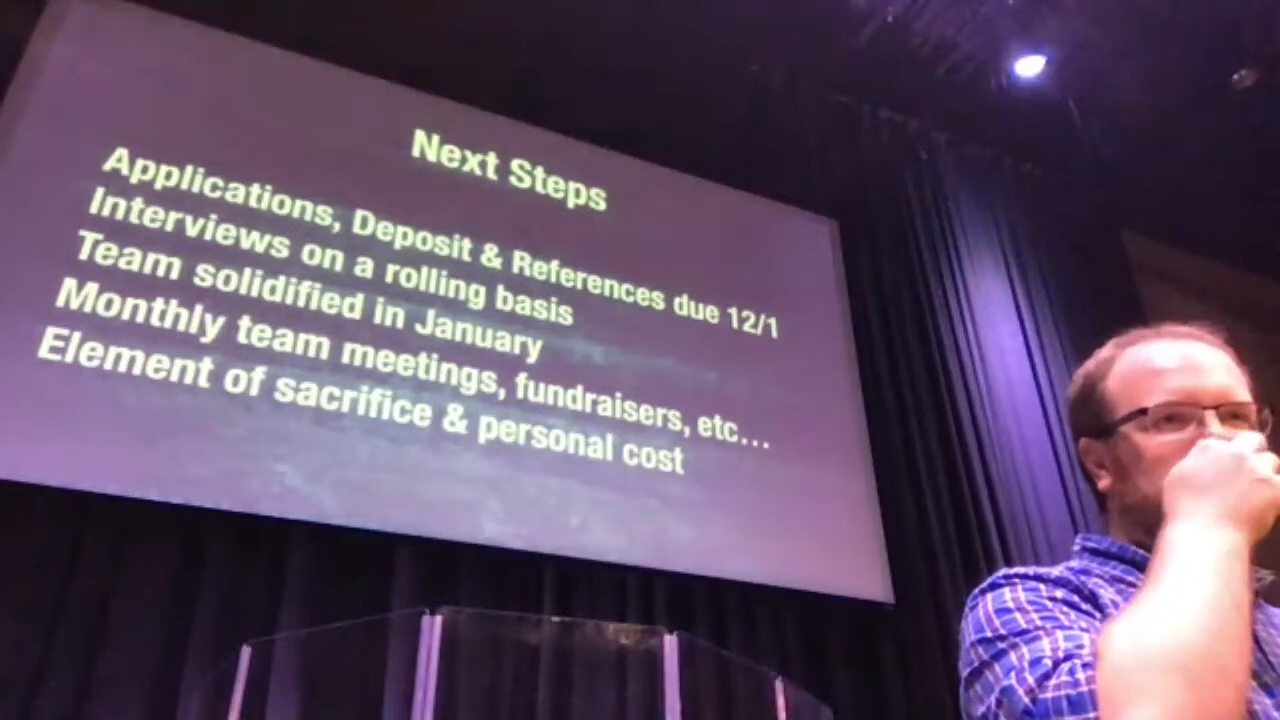 Next Steps
Applications, Deposit & References due 12/1
Interviews on a rolling basis
Team solidified in January
Monthly team meetings, fundraisers, etc…
Element of sacrifice & personal cost